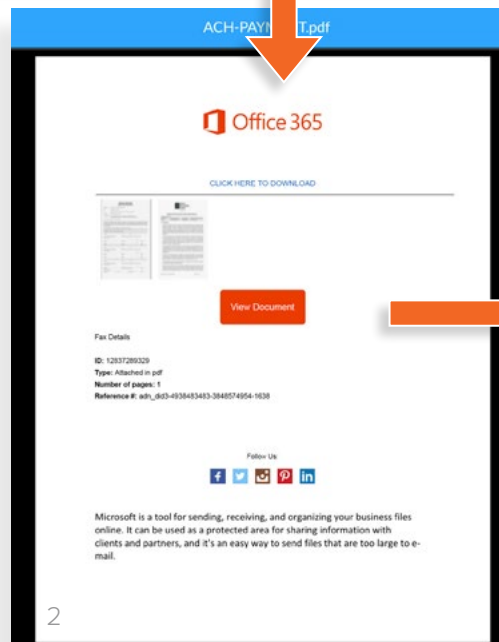 ACH-PAYM T.pdf
Office 365
CLICK HERE TO DOWNLOAD
View Document
Fax Details
ID: 12837289329
Type: Attached in pdf
Number of pages: 1
Reference #: adn_did3-4938483483-3848574954-1638
Follow Us:
Microsoft is a tool for sending, receiving, and organizing your business files
online. It can be used as a protected area for sharing information with
clients and partners, and it's an easy way to send files that are too large to e-
mail.
2